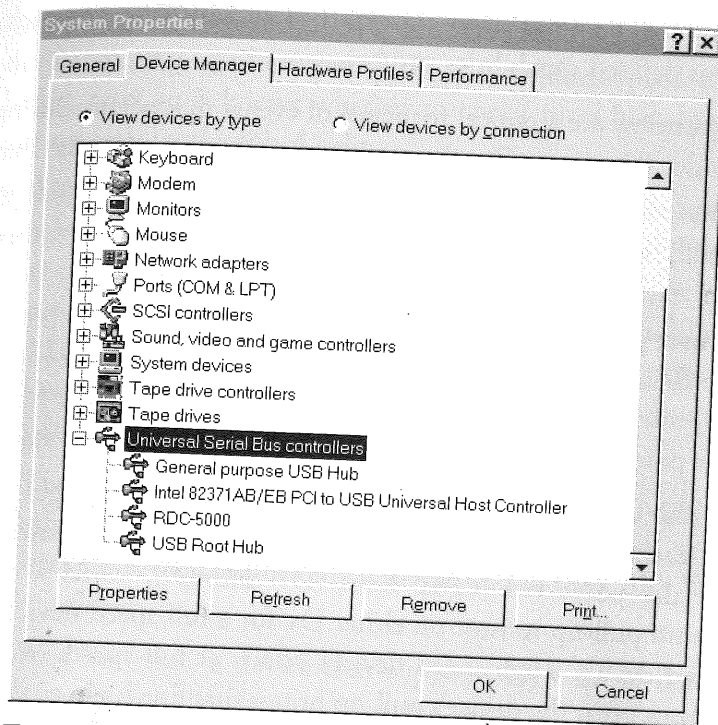 System Properties
? x
General Device Manager Hardware Profiles Performance
View devices by type View devices by connection
Keyboard
Modem
Monitors
Mouse
Network adapters
Ports (COM & LPT)
SCSI controllers
Sound, video and game controllers
System devices
Tape drive controllers
Tape drives
Universal Serial Bus controllers
General purpose USB Hub
Intel 82371AB/EB PCI to USB Universal Host Controller
RDC-5000
USB Root Hub
Properties Refresh Remove Print...
OK Cancel